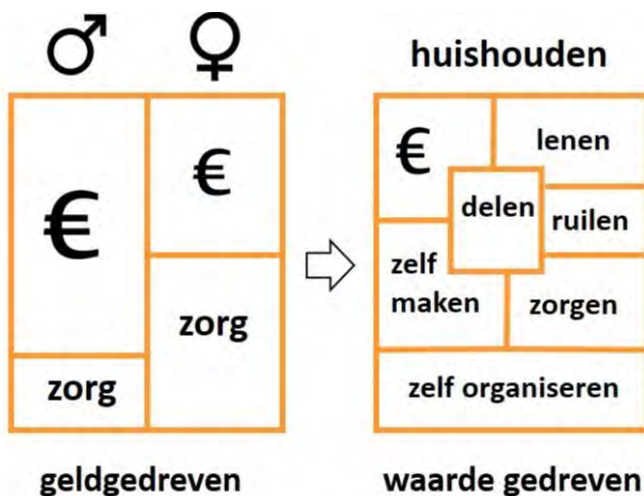 ♂ ♀
€
€
zorg
zorg
geldgedreven
huishouden
€
lenen
delen
ruilen
zelf
maken
zorgen
zelf organiseren
waarde gedreven